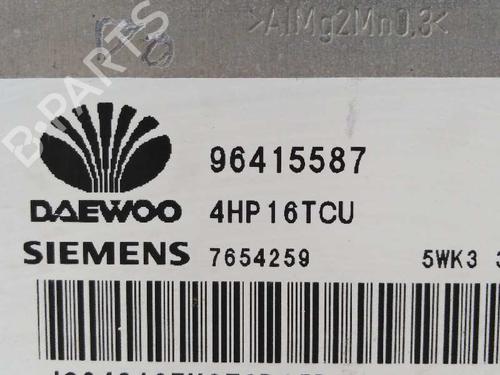 >AlMg2Mn0,3<
96415587
DAEWOO 4HP16TCU
SIEMENS 7654259 5WK3
B-PARTS